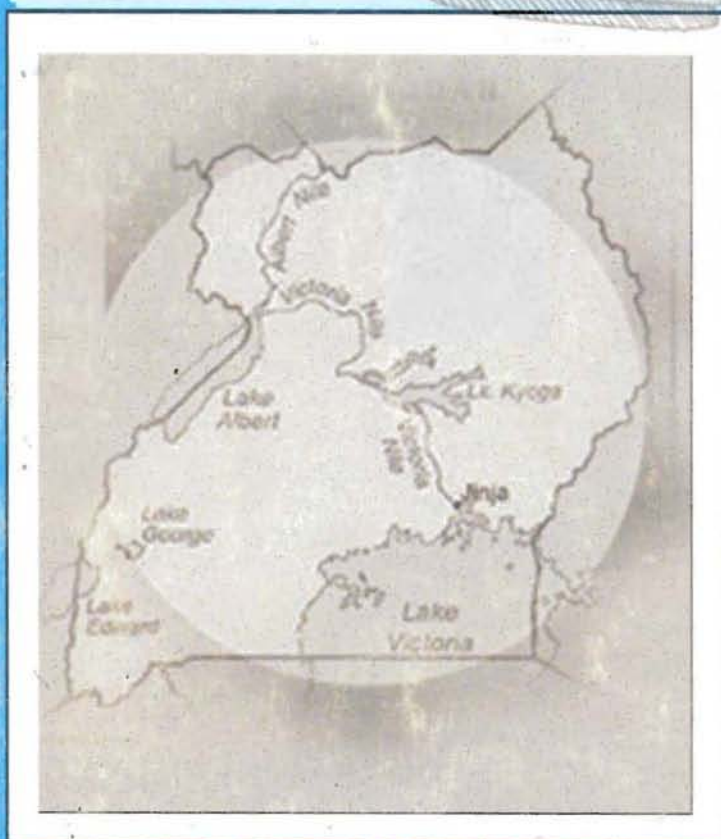 Albert Nile
Victoria Nile
Lk. Kyoga
Lake
Albert
Victoria
Nile
Jinja
Lake
George
Lake
Edward
Lake
Victoria